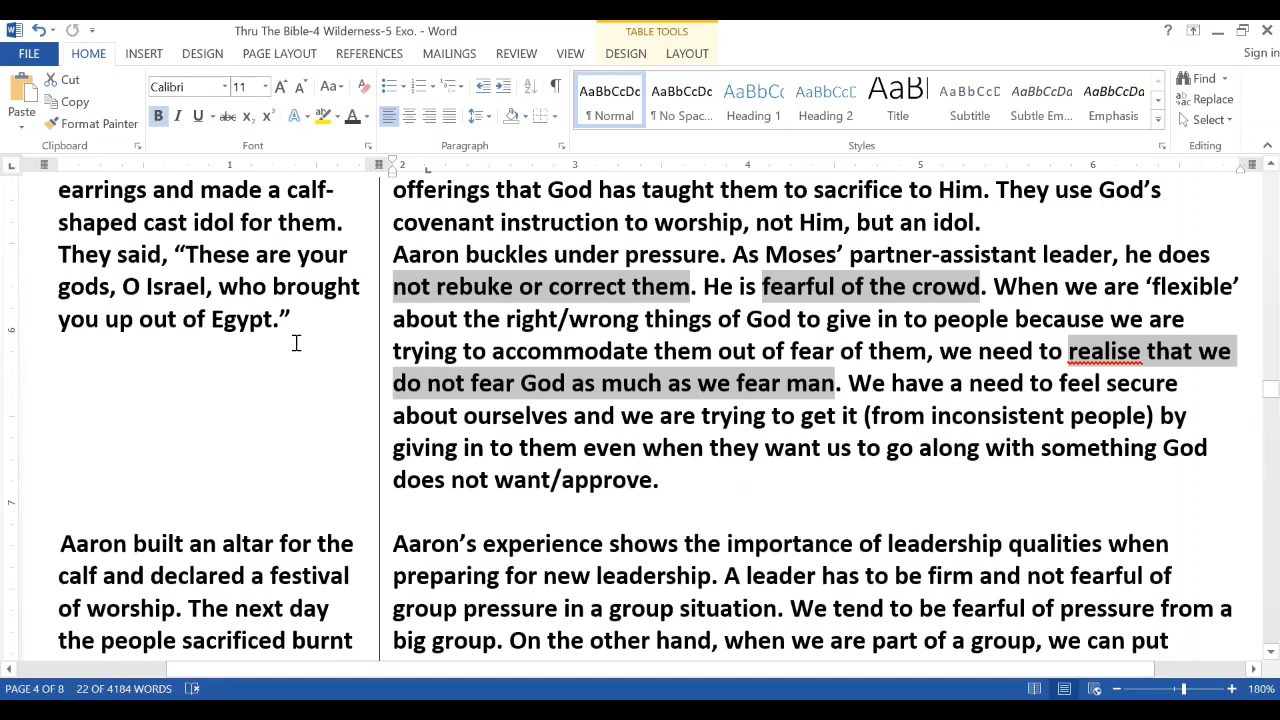 Thru The Bible-4 Wilderness-5 Exo. - Word
TABLE TOOLS
?
FILE
HOME
INSERT
DESIGN
PAGE LAYOUT
REFERENCES
MAILINGS
REVIEW
VIEW
DESIGN
LAYOUT
Sign in
Paste
Cut
Copy
Format Painter
Clipboard
Calibri
11
Font
Paragraph
AaBbCcDc
¶ Normal
AaBbCcDc
¶ No Spac...
AaBbCc
Heading 1
AaBbCcD
Heading 2
AaBl
Title
AaBbCcD
Subtitle
AaBbCcDc
Subtle Em...
AaBbCcDc
Emphasis
Styles
Find
Replace
Select
Editing
1 2 3 4 5 6
earrings and made a calf-
shaped cast idol for them.
They said, “These are your
gods, O Israel, who brought
you up out of Egypt.”
offerings that God has taught them to sacrifice to Him. They use God’s
covenant instruction to worship, not Him, but an idol.
Aaron buckles under pressure. As Moses’ partner-assistant leader, he does
not rebuke or correct them. He is fearful of the crowd. When we are ‘flexible’
about the right/wrong things of God to give in to people because we are
trying to accommodate them out of fear of them, we need to realise that we
do not fear God as much as we fear man. We have a need to feel secure
about ourselves and we are trying to get it (from inconsistent people) by
giving in to them even when they want us to go along with something God
does not want/approve.
Aaron built an altar for the
calf and declared a festival
of worship. The next day
the people sacrificed burnt
Aaron’s experience shows the importance of leadership qualities when
preparing for new leadership. A leader has to be firm and not fearful of
group pressure in a group situation. We tend to be fearful of pressure from a
big group. On the other hand, when we are part of a group, we can put
6
7
PAGE 4 OF 8
22 OF 4184 WORDS
180%